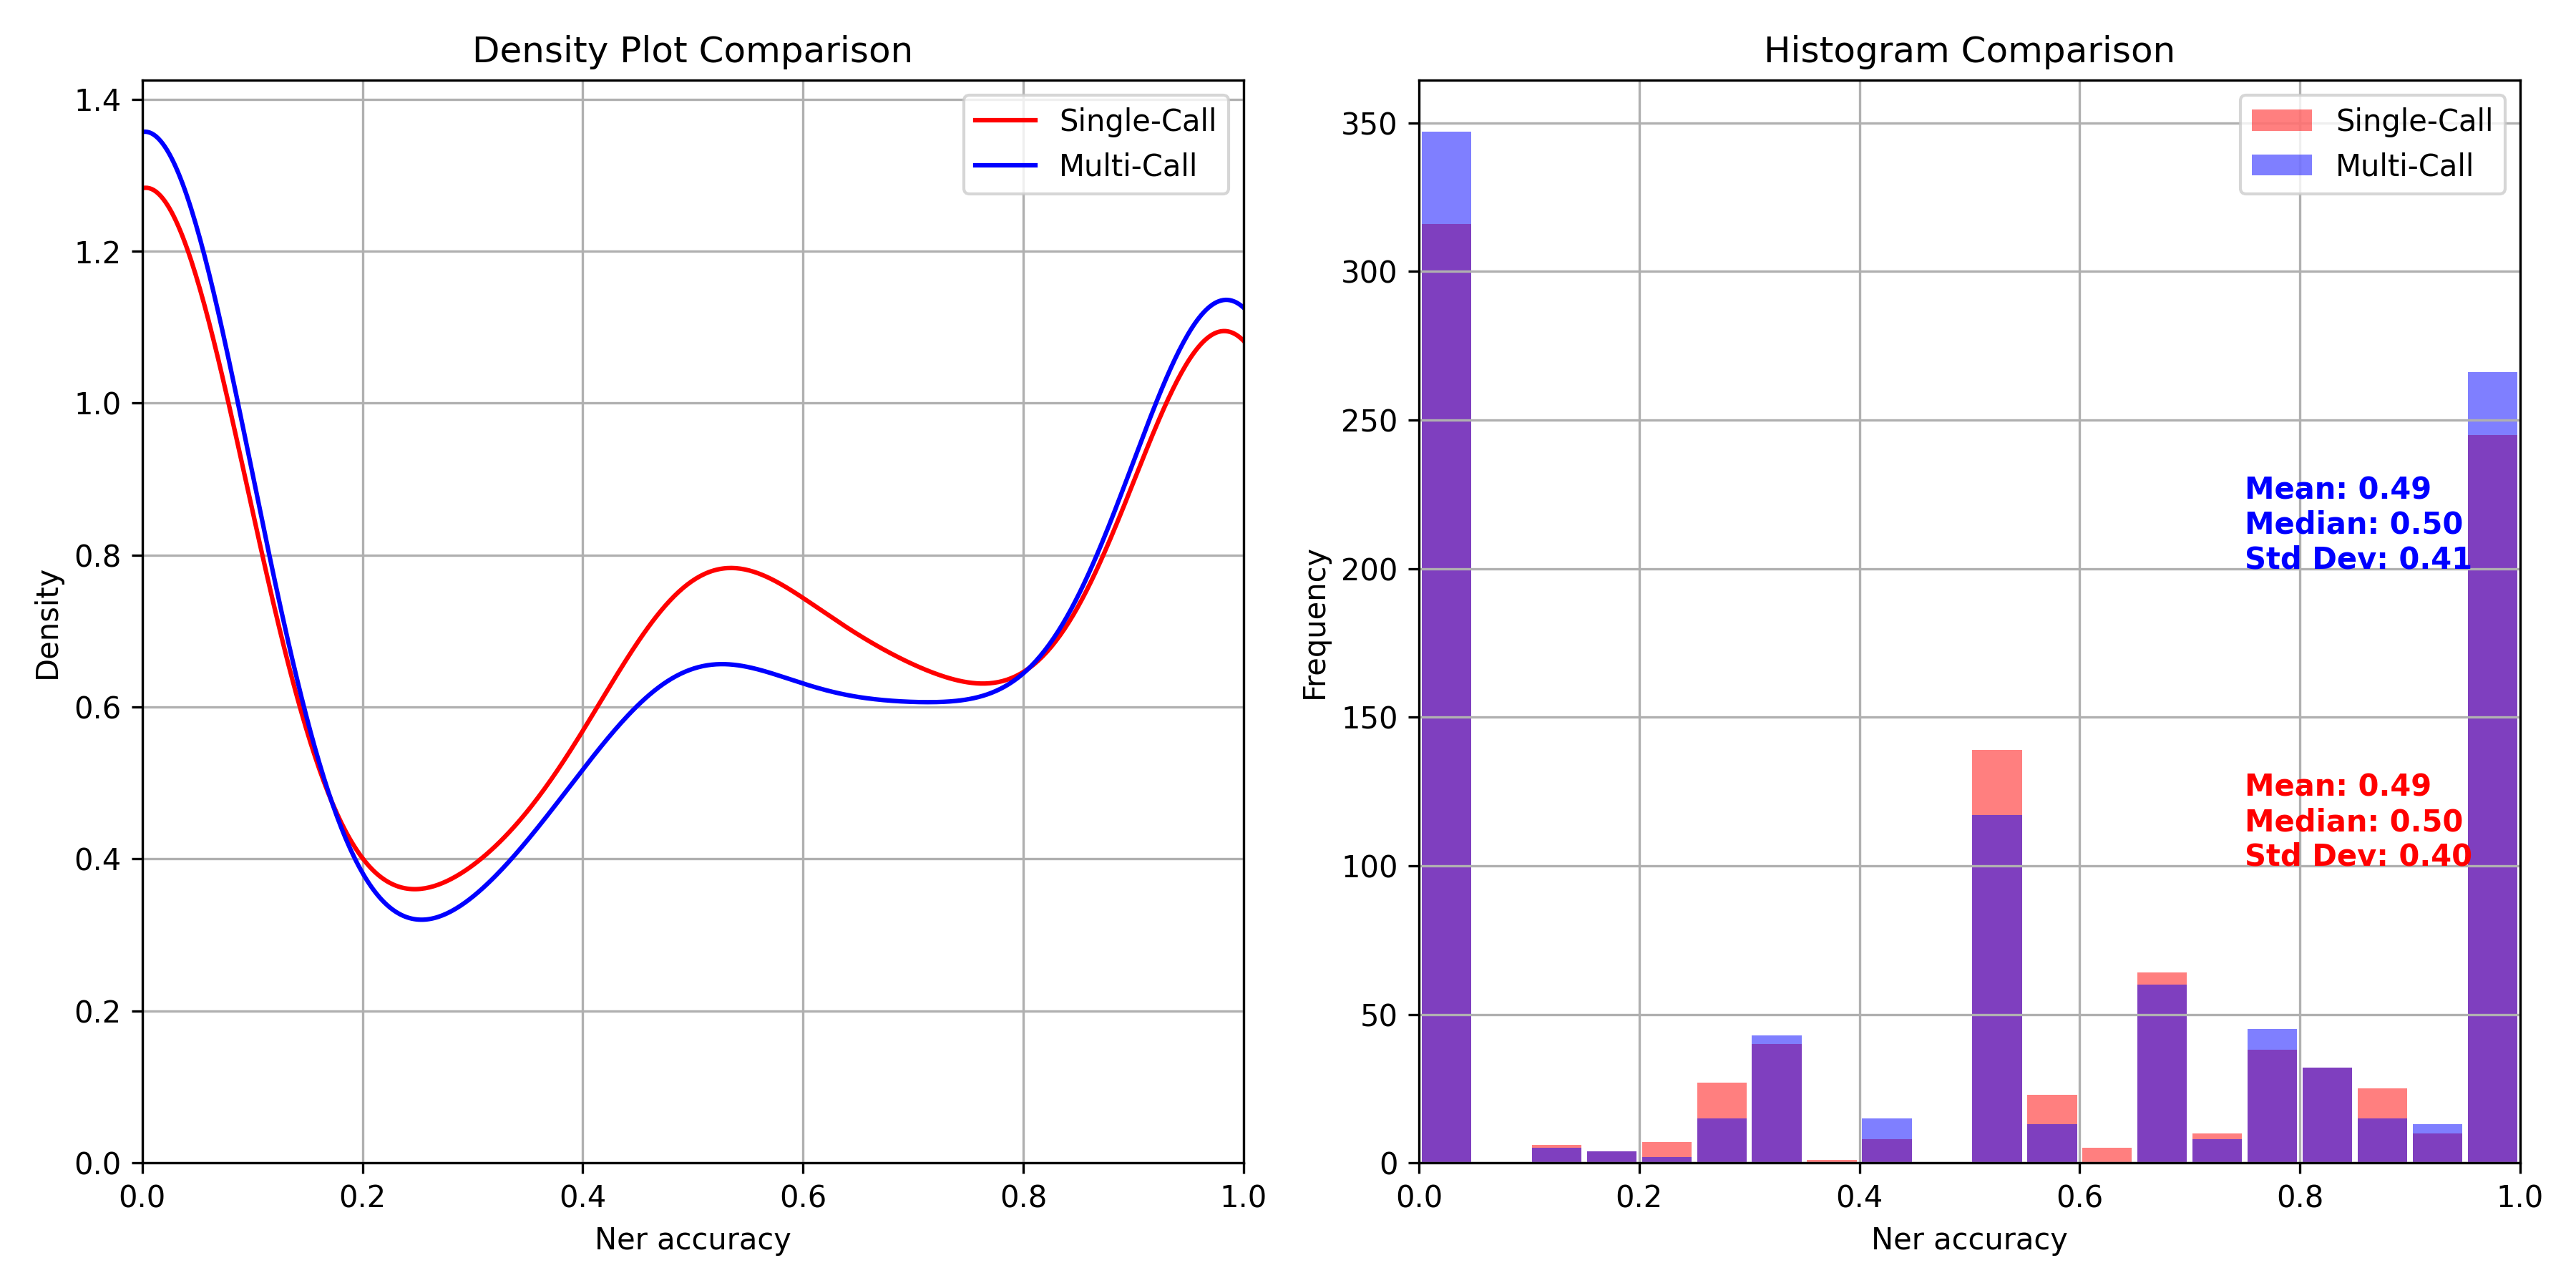 Density Plot Comparison
1.4
1.2
1.0
0.8
0.6
0.4
0.2
0.0
Density
0.0 0.2 0.4 0.6 0.8 1.0
Ner accuracy
Single-Call
Multi-Call
Histogram Comparison
350
300
250
200
150
100
50
0
Frequency
0.0 0.2 0.4 0.6 0.8 1.0
Ner accuracy
Single-Call
Multi-Call
Mean: 0.49
Median: 0.50
Std Dev: 0.41
Mean: 0.49
Median: 0.50
Std Dev: 0.40